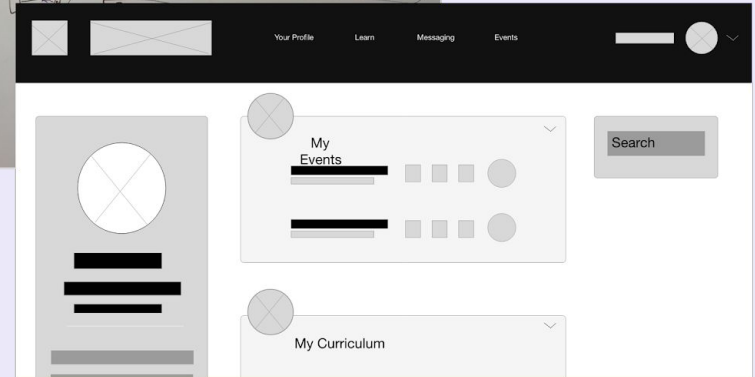 Your Profile Learn Messaging Events
My
Events
Search
My Curriculum